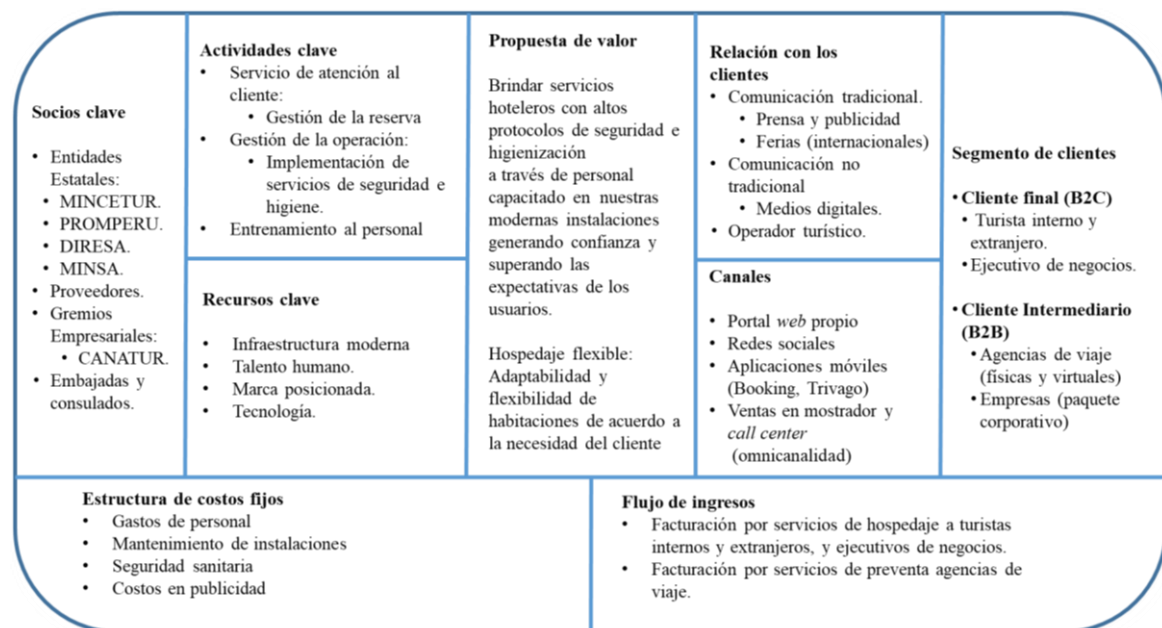 Socios clave
• Entidades
Estatales:
• MINCETUR.
• PROMPERU.
• DIRESA.
• MINSA.
• Proveedores.
• Gremios
Empresariales:
• CANATUR.
• Embajadas y
consulados.
Actividades clave
• Servicio de atención al
cliente:
• Gestión de la reserva
• Gestión de la operación:
• Implementación de
servicios de seguridad e
higiene.
• Entrenamiento al personal
Recursos clave
• Infraestructura moderna
• Talento humano.
• Marca posicionada.
• Tecnología.
Propuesta de valor
Brindar servicios
hoteleros con altos
protocolos de seguridad e
higienización
a través de personal
capacitado en nuestras
modernas instalaciones
generando confianza y
superando las
expectativas de los
usuarios.
Hospedaje flexible:
Adaptabilidad y
flexibilidad de
habitaciones de acuerdo a
la necesidad del cliente
Relación con los
clientes
• Comunicación tradicional.
• Prensa y publicidad
• Ferias (internacionales)
• Comunicación no
tradicional
• Medios digitales.
• Operador turístico.
Canales
• Portal web propio
• Redes sociales
• Aplicaciones móviles
(Booking, Trivago)
• Ventas en mostrador y
call center
(omnicanalidad)
Segmento de clientes
• Cliente final (B2C)
• Turista interno y
extranjero.
• Ejecutivo de negocios.
• Cliente Intermediario
(B2B)
• Agencias de viaje
(físicas y virtuales)
• Empresas (paquete
corporativo)
Estructura de costos fijos
• Gastos de personal
• Mantenimiento de instalaciones
• Seguridad sanitaria
• Costos en publicidad
Flujo de ingresos
• Facturación por servicios de hospedaje a turistas
internos y extranjeros, y ejecutivos de negocios.
• Facturación por servicios de preventa agencias de
viaje.